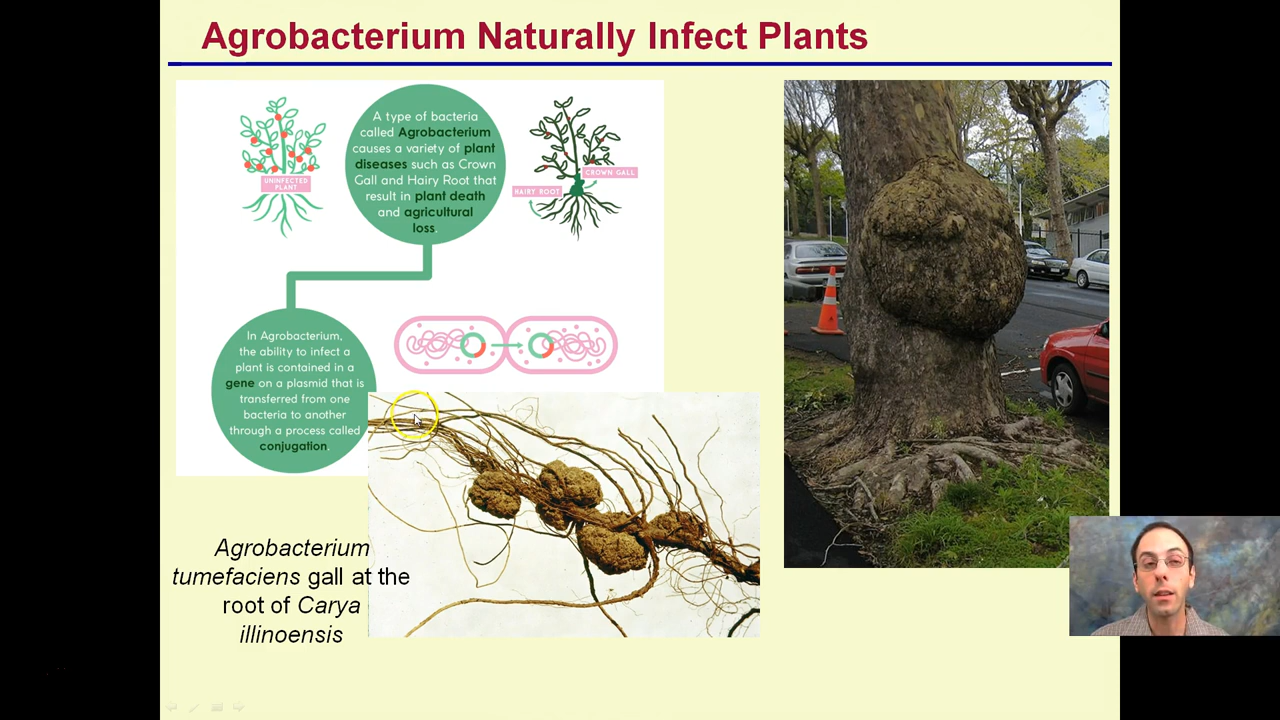 Agrobacterium Naturally Infect Plants
UNINFECTED
PLANT
A type of bacteria
called Agrobacterium
causes a variety of plant
diseases such as Crown
Gall and Hairy Root that
result in plant death
and agricultural
loss.
CROWN GALL
HAIRY ROOT
In Agrobacterium,
the ability to infect a
plant is contained in a
gene on a plasmid that is
transferred from one
bacteria to another
through a process called
conjugation.
Agrobacterium
tumefaciens gall at the
root of Carya
illinoensis